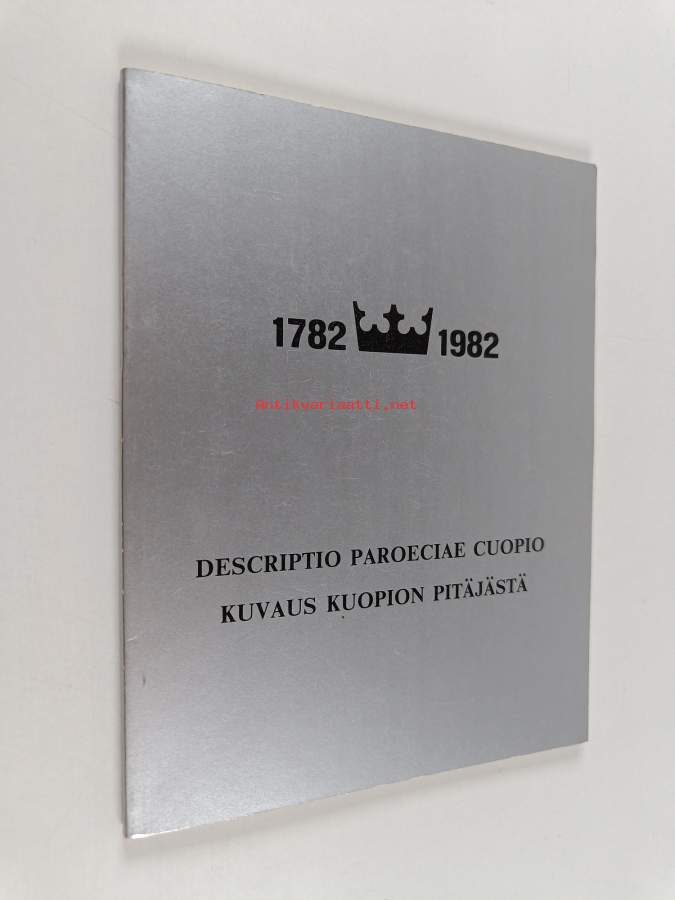 1782 1982
Antikvariaatti.net
DESCRIPTIO PAROECIAE CUOPIO
KUVAUS KUOPION PITÄJÄSTÄ